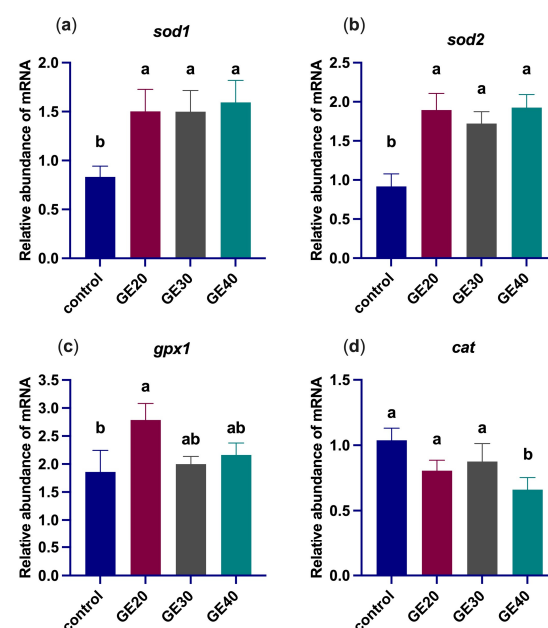 (a)
sod1
Relative abundance of mRNA
2.0
1.5
1.0
0.5
0.0
b
a
a
a
control
GE20
GE30
GE40
(b)
sod2
Relative abundance of mRNA
2.5
2.0
1.5
1.0
0.5
0.0
b
a
a
a
control
GE20
GE30
GE40
(c)
gpx1
Relative abundance of mRNA
3.5
3.0
2.5
2.0
1.5
1.0
0.5
0.0
b
a
ab
ab
control
GE20
GE30
GE40
(d)
cat
Relative abundance of mRNA
1.5
1.0
0.5
0.0
a
a
a
b
control
GE20
GE30
GE40